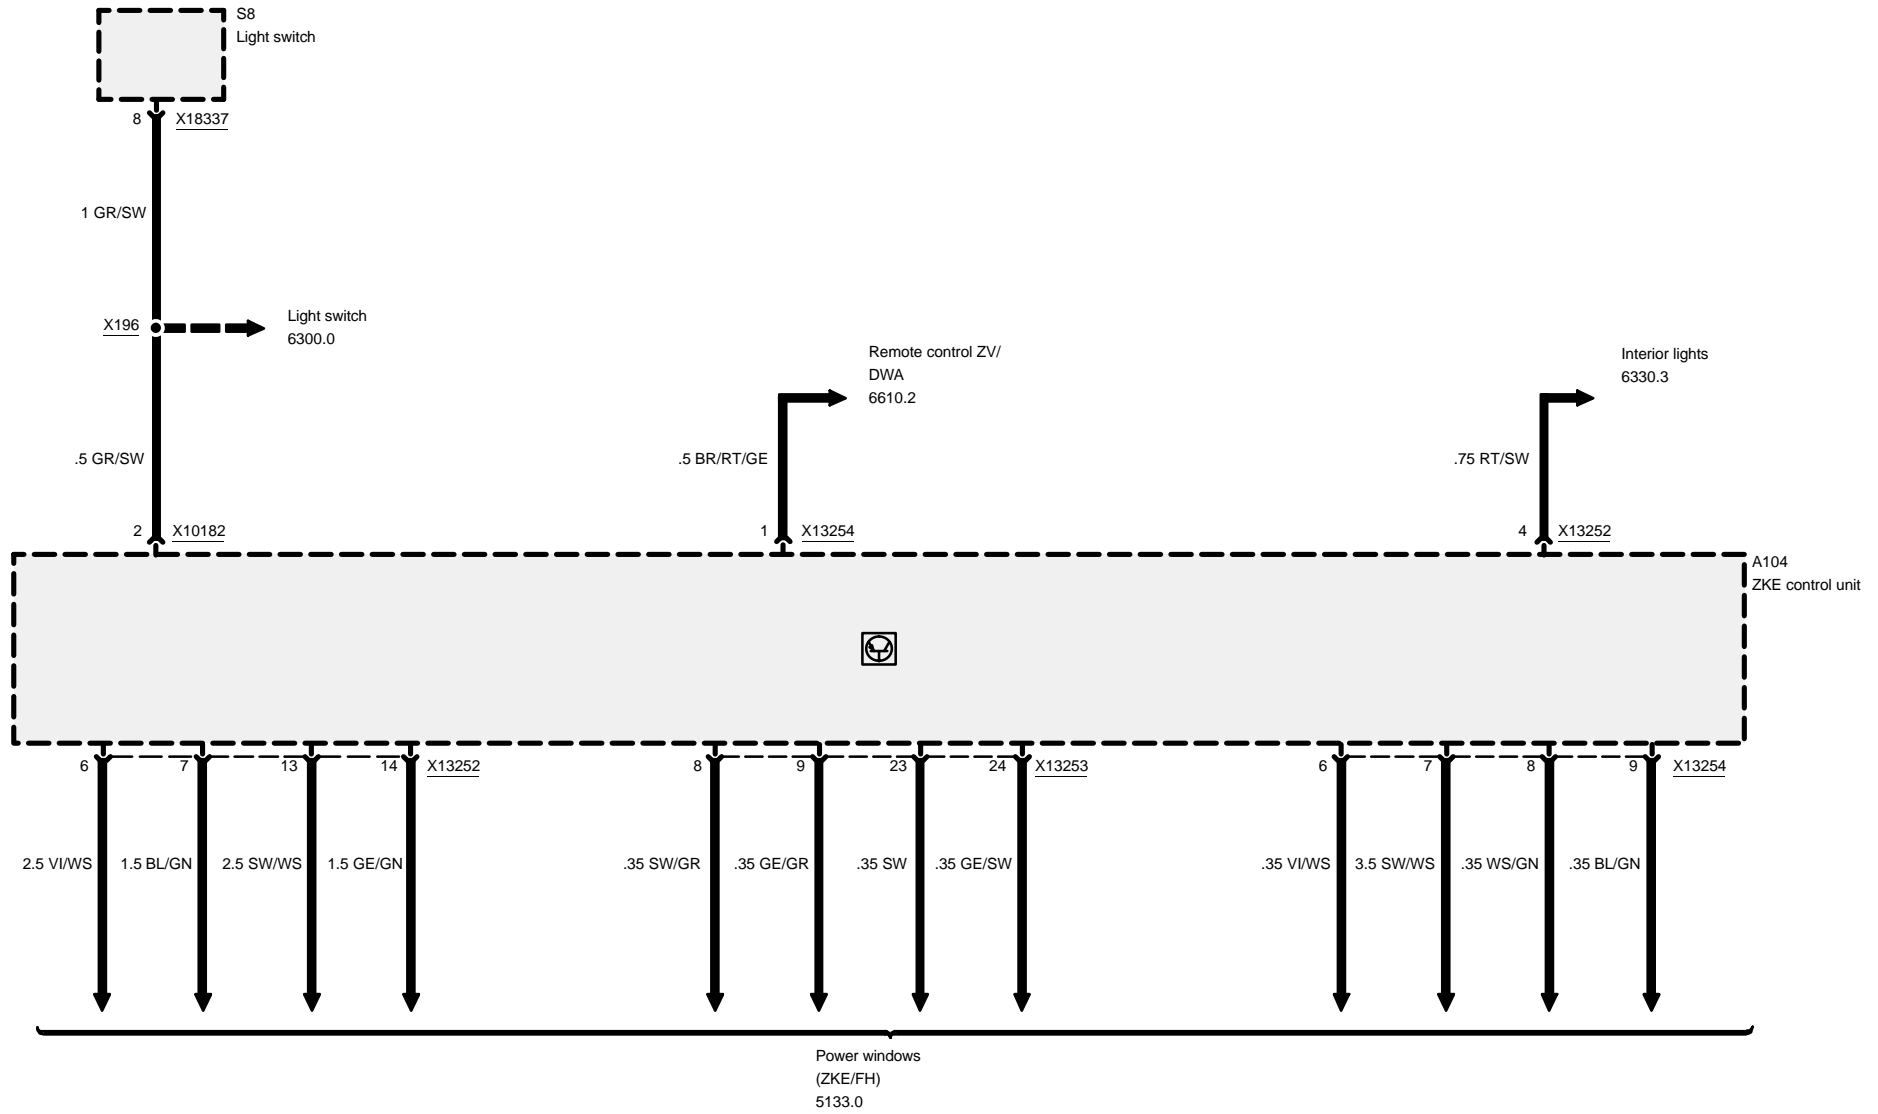 S8
Light switch
8 X18337
1 GR/SW
X196
Light switch
6300.0
Remote control ZV/
DWA
6610.2
Interior lights
6330.3
.5 GR/SW
.5 BR/RT/GE
.75 RT/SW
2 X10182
1 X13254
4 X13252
A104
ZKE control unit
6 7 13 14 X13252
8 9 23 24 X13253
6 7 8 9 X13254
2.5 VI/WS 1.5 BL/GN 2.5 SW/WS 1.5 GE/GN
.35 SW/GR .35 GE/GR .35 SW .35 GE/SW
.35 VI/WS 3.5 SW/WS .35 WS/GN .35 BL/GN
Power windows
(ZKE/FH)
5133.0